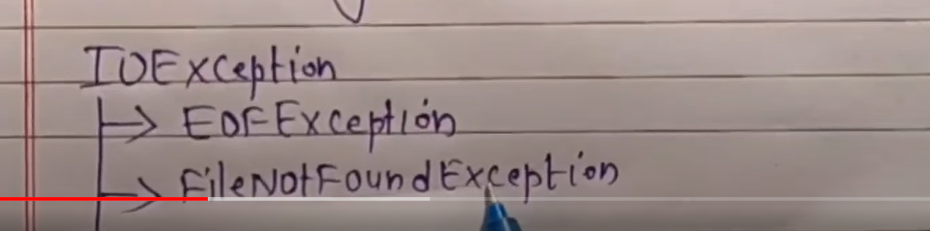 IOException
→ EOFException
→ FileNotFoundException